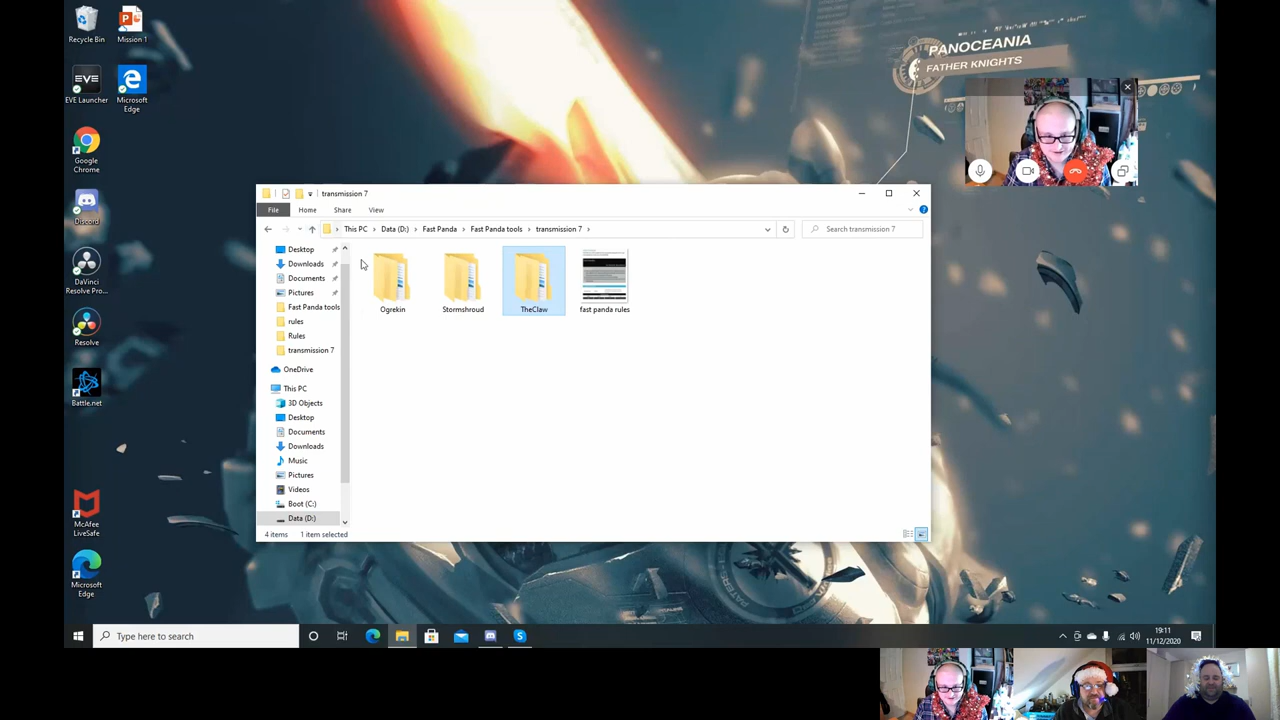 Recycle Bin
Mission 1
EVE
EVE Launcher
Microsoft
Edge
Google
Chrome
Discord
DaVinci
Resolve Pro...
Resolve
Battle.net
McAfee
LiveSafe
Microsoft
Edge
PANOCEANIA
FATHER KNIGHTS
transmission 7
File Home Share View
This PC > Data (D:) > Fast Panda > Fast Panda tools > transmission 7 >
Search transmission 7
Desktop
Downloads
Documents
Pictures
Fast Panda tools
rules
Rules
transmission 7
OneDrive
This PC
3D Objects
Desktop
Documents
Downloads
Music
Pictures
Videos
Boot (C:)
Data (D:)
Ogrekin
Stormshroud
TheClaw
fast panda rules
4 items 1 item selected
Type here to search
19:11
11/12/2020